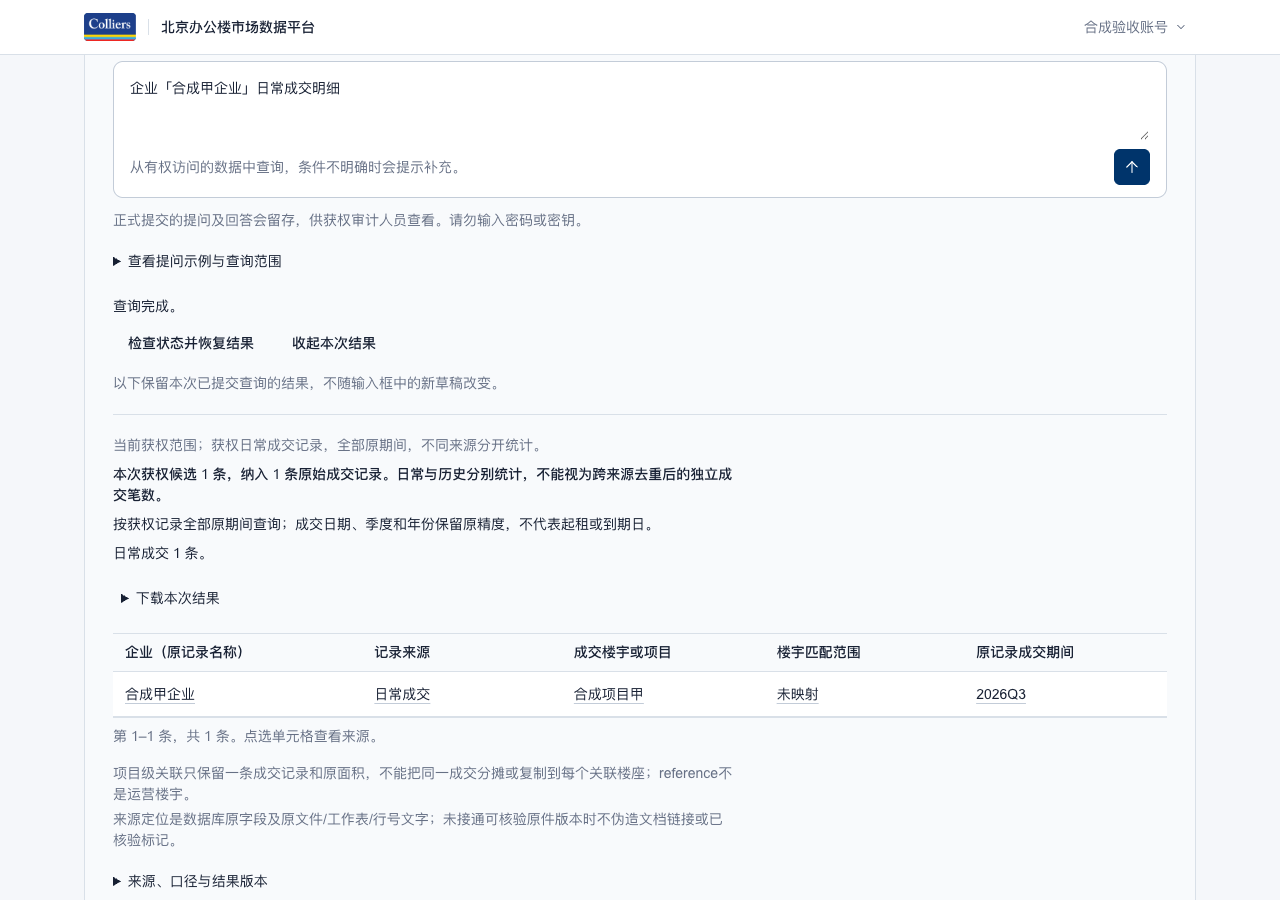 Colliers
北京办公楼市场数据平台
合成验收账号
企业「合成甲企业」日常成交明细
从有权访问的数据中查询，条件不明确时会提示补充。
正式提交的提问及回答会留存，供获权审计人员查看。请勿输入密码或密钥。
查看提问示例与查询范围
查询完成。
检查状态并恢复结果 收起本次结果
以下保留本次已提交查询的结果，不随输入框中的新草稿改变。
当前获权范围；获权日常成交记录，全部原期间，不同来源分开统计。
本次获权候选 1 条，纳入 1 条原始成交记录。日常与历史分别统计，不能视为跨来源去重后的独立成
交笔数。
按获权记录全部原期间查询；成交日期、季度和年份保留原精度，不代表起租或到期日。
日常成交 1 条。
下载本次结果
企业（原记录名称） 记录来源 成交楼宇或项目 楼宇匹配范围 原记录成交期间
合成甲企业 日常成交 合成项目甲 未映射 2026Q3
第 1–1 条，共 1 条。点选单元格查看来源。
项目级关联只保留一条成交记录和原面积，不能把同一成交分摊或复制到每个关联楼座；reference不
是运营楼宇。
来源定位是数据库原字段及原文件/工作表/行号文字；未接通可核验原件版本时不伪造文档链接或已
核验标记。
来源、口径与结果版本